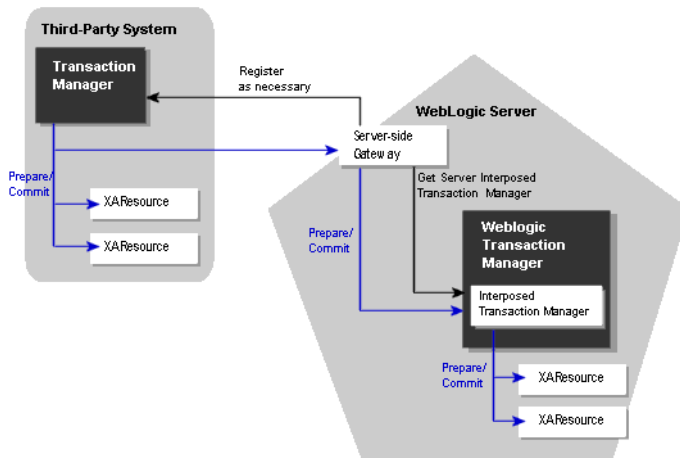 Third-Party System
Transaction
Manager
Register
as necessary
WebLogic Server
Server-side
Gateway
Prepare/
Commit
XAResource
XAResource
Get Server Interposed
Transaction Manager
Prepare/
Commit
Weblogic
Transaction
Manager
Interposed
Transaction Manager
Prepare/
Commit
XAResource
XAResource